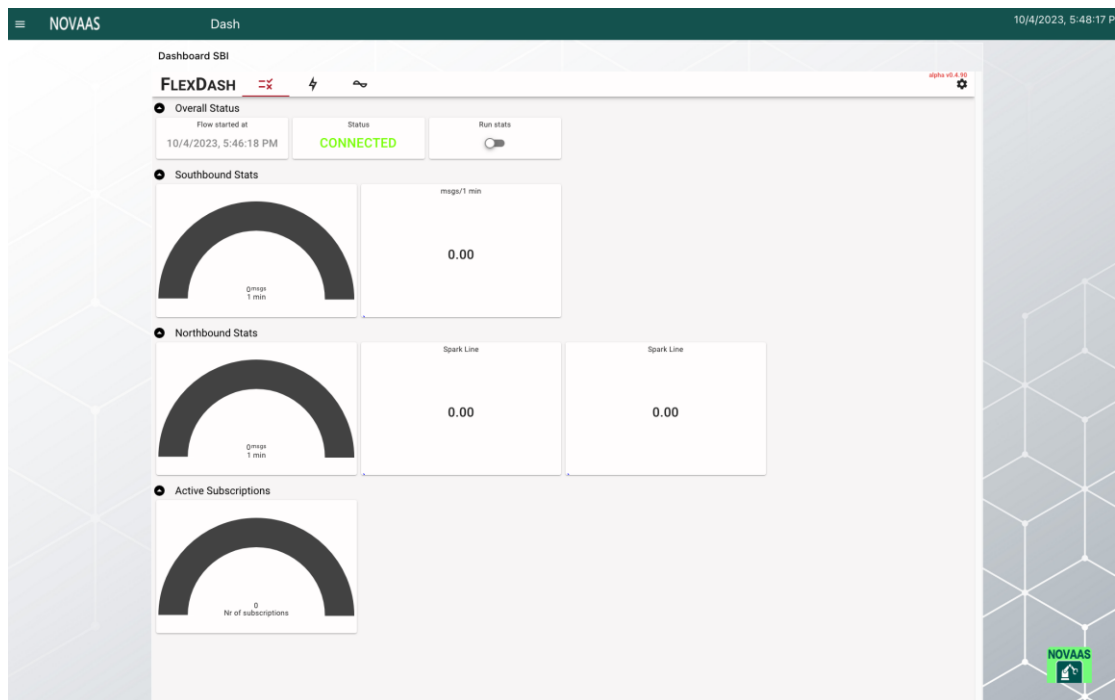 NOVAAS
Dash
10/4/2023, 5:48:17 P
Dashboard SBI
FLEXDASH
alpha v0.4.90
Overall Status
Flow started at
10/4/2023, 5:46:18 PM
Status
CONNECTED
Run stats
Southbound Stats
0msgs
1 min
msgs/1 min
0.00
Northbound Stats
0msgs
1 min
Spark Line
0.00
Spark Line
0.00
Active Subscriptions
0
Nr of subscriptions
NOVAAS